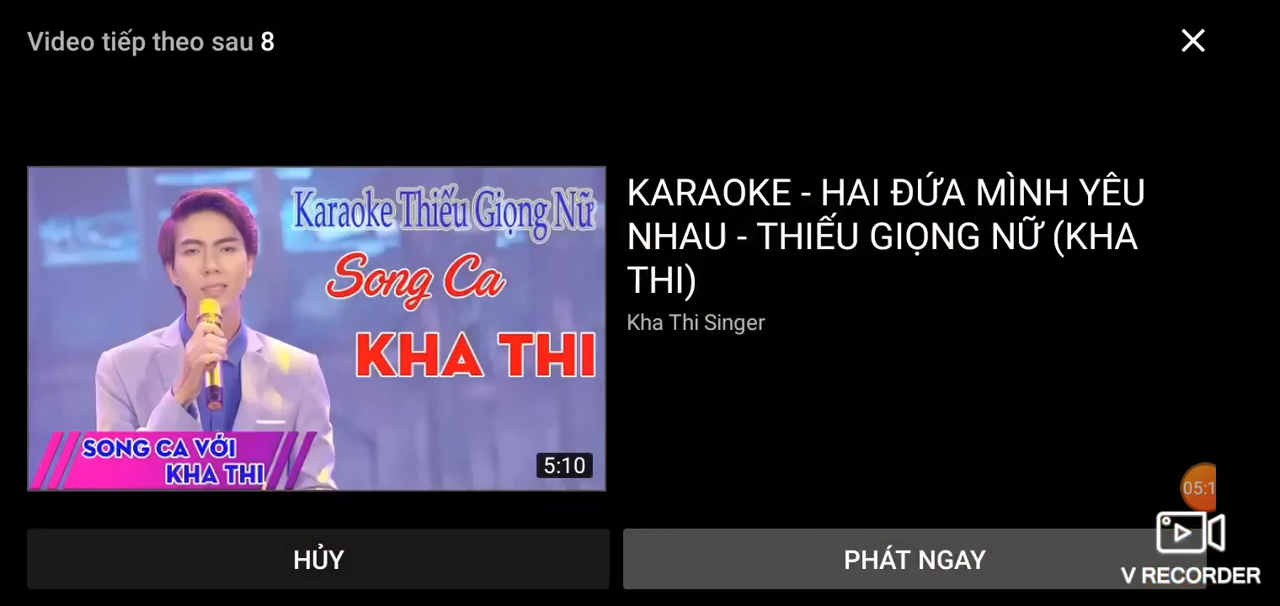 Video tiếp theo sau 8
Karaoke Thiếu Giọng Nữ
Song Ca
KHA THI
SONG CA VỚI
KHA THI
5:10
KARAOKE - HAI ĐỨA MÌNH YÊU
NHAU - THIẾU GIỌNG NỮ (KHA
THI)
Kha Thi Singer
HỦY
PHÁT NGAY
05:1
V RECORDER